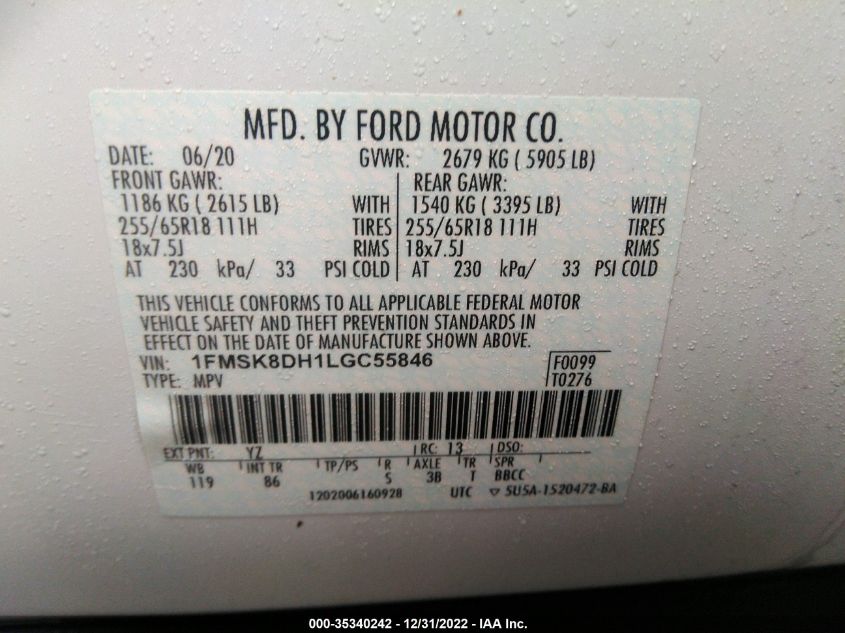 MFD. BY FORD MOTOR CO.
DATE: 06/20 GVWR: 2679 KG ( 5905 LB)
FRONT GAWR: REAR GAWR:
1186 KG ( 2615 LB) WITH 1540 KG ( 3395 LB) WITH
255/65R18 111H TIRES 255/65R18 111H TIRES
18x7.5J RIMS 18x7.5J RIMS
AT 230 kPa/ 33 PSI COLD AT 230 kPa/ 33 PSI COLD
THIS VEHICLE CONFORMS TO ALL APPLICABLE FEDERAL MOTOR
VEHICLE SAFETY AND THEFT PREVENTION STANDARDS IN
EFFECT ON THE DATE OF MANUFACTURE SHOWN ABOVE.
VIN: 1FMSK8DH1LGC55846 F0099
TYPE: MPV T0276
EXT PNT: YZ RC: 13 DSO:
WB INT TR TP/PS R AXLE TR SPR
119 86 S 3B T BBCC
1202006160928 UTC ▽ 5U5A-1520472-BA
000-35340242 - 12/31/2022 - IAA Inc.